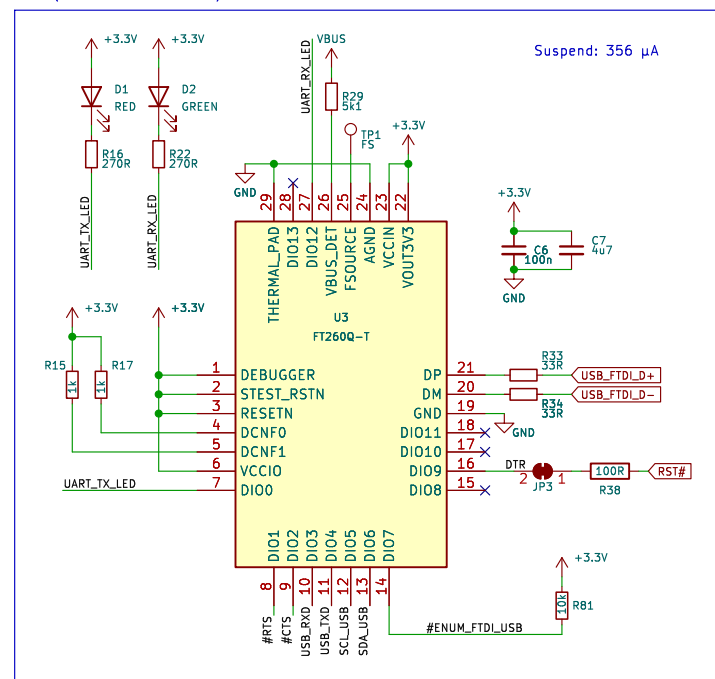 Suspend: 356 µA
+3.3V
+3.3V
VBUS
UART_RX_LED
D1
RED
D2
GREEN
R29
5k1
TP1
FS
+3.3V
R16
270R
R22
270R
GND
UART_TX_LED
UART_RX_LED
29
28
27
26
25
24
23
22
THERMAL_PAD
DIO13
DIO12
VBUS_DET
FSOURCE
AGND
VCCIN
VOUT3V3
+3.3V
C6
100n
C7
4u7
GND
U3
FT260Q-T
+3.3V
+3.3V
R15
1k
R17
1k
1 DEBUGGER
2 STEST_RSTN
3 RESETN
4 DCNF0
5 DCNF1
6 VCCIO
7 DIO0
UART_TX_LED
DP 21
DM 20
GND 19
DIO11 18
DIO10 17
DIO9 16
DIO8 15
R33
33R
USB_FTDI_D+
R34
33R
USB_FTDI_D-
GND
DTR
2
JP3
1
100R
R38
RST#
DIO1
DIO2
DIO3
DIO4
DIO5
DIO6
DIO7
8
9
10
11
12
13
14
#RTS
#CTS
USB_RXD
USB_TXD
SCL_USB
SDA_USB
#ENUM_FTDI_USB
+3.3V
10k
R81